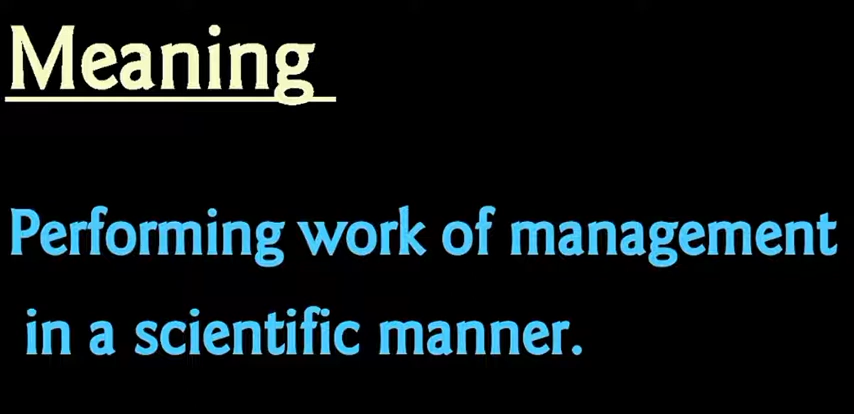 Meaning
Performing work of management
in a scientific manner.